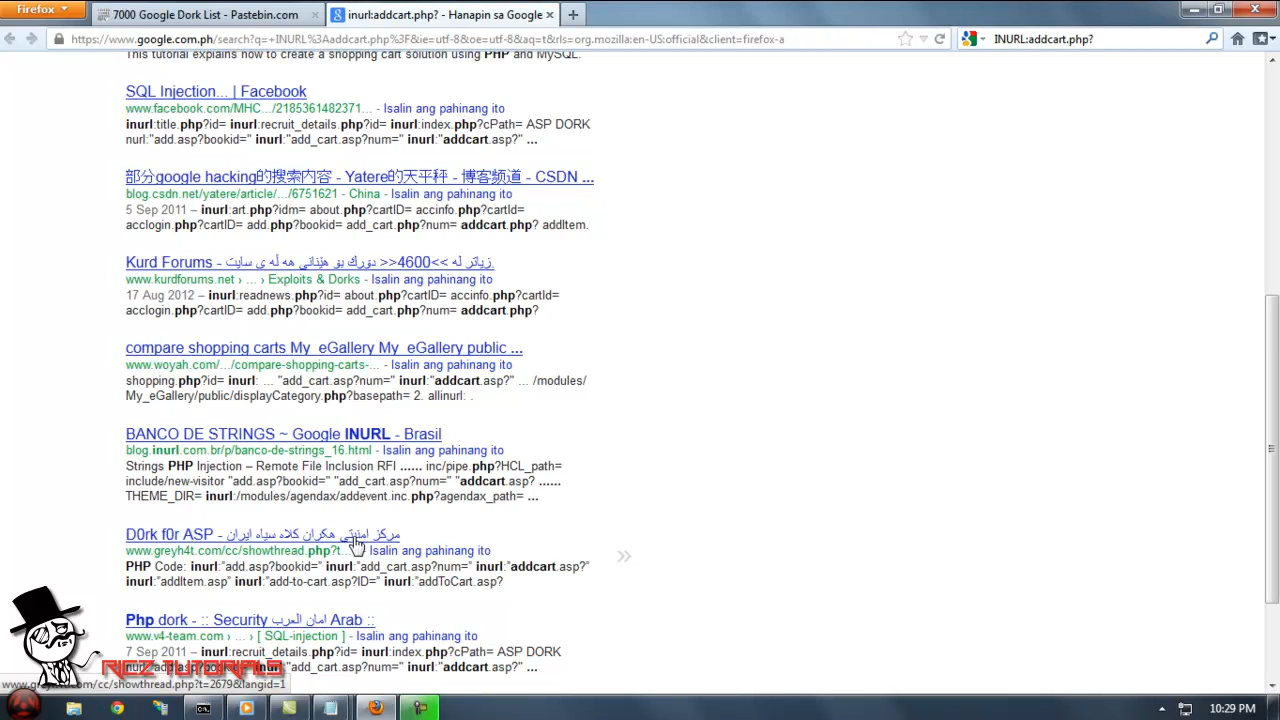 Firefox
7000 Google Dork List - Pastebin.com
inurl:addcart.php? - Hanapin sa Google
https://www.google.com.ph/search?q=+INURL%3Aaddcart.php%3F&ie=utf-8&oe=utf-8&aq=t&rls=org.mozilla:en-US:official&client=firefox-a
INURL:addcart.php?
This tutorial explains how to create a shopping cart solution using PHP and MySQL.
SQL Injection... | Facebook
www.facebook.com/MHC.../2185361482371... - Isalin ang pahinang ito
inurl:title.php?id= inurl:recruit_details.php?id= inurl:index.php?cPath= ASP DORK
nurl:"add.asp?bookid=" inurl:"add_cart.asp?num=" inurl:"addcart.asp?" ...
部分google hacking的搜索内容 - Yatere的天平秤 - 博客频道 - CSDN ...
blog.csdn.net/yatere/article/.../6751621 - China - Isalin ang pahinang ito
5 Sep 2011 – inurl:art.php?idm= about.php?cartID= accinfo.php?cartId=
acclogin.php?cartID= add.php?bookid= add_cart.php?num= addcart.php? addItem.
Kurd Forums - زیاتر له >>4600<< دۆرك بۆ هێنانی هه ڵه ی سایت.
www.kurdforums.net › ... › Exploits & Dorks - Isalin ang pahinang ito
17 Aug 2012 – inurl:readnews.php?id= about.php?cartID= accinfo.php?cartId=
acclogin.php?cartID= add.php?bookid= add_cart.php?num= addcart.php?
compare shopping carts My_eGallery My_eGallery public ...
www.woyah.com/.../compare-shopping-carts-... - Isalin ang pahinang ito
shopping.php?id= inurl: ... "add_cart.asp?num=" inurl:"addcart.asp?" ... /modules/
My_eGallery/public/displayCategory.php?basepath= 2. allinurl: .
BANCO DE STRINGS ~ Google INURL - Brasil
blog.inurl.com.br/p/banco-de-strings_16.html - Isalin ang pahinang ito
Strings PHP Injection – Remote File Inclusion RFI ...... inc/pipe.php?HCL_path=
include/new-visitor "add.asp?bookid=" "add_cart.asp?num=" "addcart.asp? ......
THEME_DIR= inurl:/modules/agendax/addevent.inc.php?agendax_path= ...
D0rk f0r ASP - مرکز امنیتی هکران کلاه سیاه ایران
www.greyh4t.com/cc/showthread.php?t... Isalin ang pahinang ito
PHP Code: inurl:"add.asp?bookid=" inurl:"add_cart.asp?num=" inurl:"addcart.asp?"
inurl:"addItem.asp" inurl:"add-to-cart.asp?ID=" inurl:"addToCart.asp?
»
Php dork - :: Security امان العرب Arab ::
www.v4-team.com › ... › [ SQL-injection ] - Isalin ang pahinang ito
7 Sep 2011 – inurl:recruit_details.php?id= inurl:index.php?cPath= ASP DORK
nurl:"add.asp?bookid=" inurl:"add_cart.asp?num=" inurl:"addcart.asp?" ...
RICZ TUTORIALS
www.greyh4t.com/cc/showthread.php?t=2679&langid=1
10:29 PM